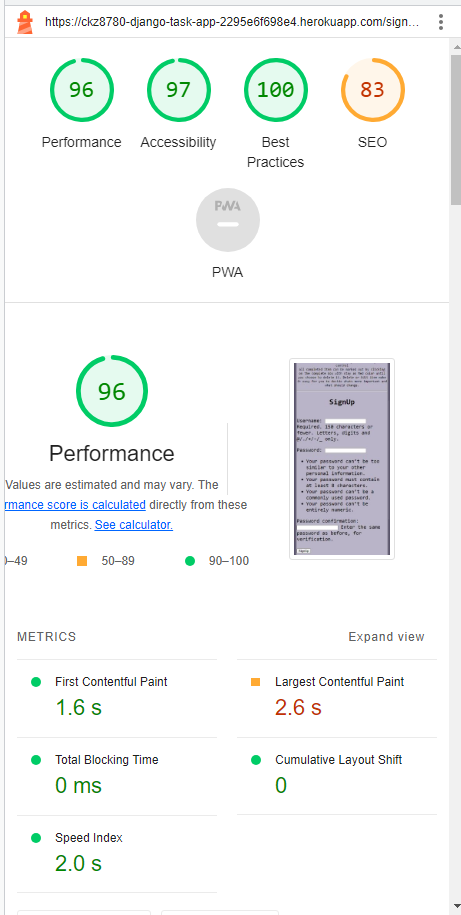 https://ckz8780-django-task-app-2295e6f698e4.herokuapp.com/sign…
96
97
100
83
Performance
Accessibility
Best
Practices
SEO
PWA
PWA
96
Performance
Values are estimated and may vary. The
rmance score is calculated directly from these
metrics. See calculator.
0–49
50–89
90–100
SignUp
Username:
Required. 150 characters or
fewer. Letters, digits and
@/./+/-/_ only.
Password:
Your password can't be too
similar to your other
personal information.
Your password must contain
at least 8 characters.
Your password can't be a
commonly used password.
Your password can't be
entirely numeric.
Password confirmation:
Enter the same
password as before, for
verification.
METRICS
Expand view
First Contentful Paint
1.6 s
Largest Contentful Paint
2.6 s
Total Blocking Time
0 ms
Cumulative Layout Shift
0
Speed Index
2.0 s